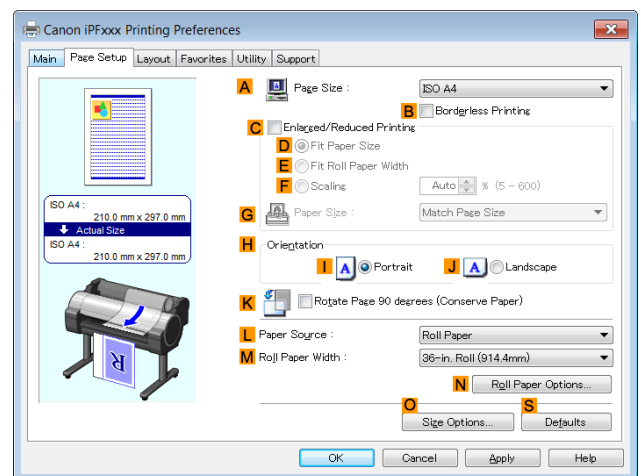 Canon iPFxxx Printing Preferences
Main Page Setup Layout Favorites Utility Support
A Page Size : ISO A4
B Borderless Printing
C Enlarged/Reduced Printing
D Fit Paper Size
E Fit Roll Paper Width
F Scaling Auto % (5 - 600)
G Paper Size : Match Page Size
ISO A4 :
210.0 mm x 297.0 mm
Actual Size
ISO A4 :
210.0 mm x 297.0 mm
H Orientation
I A Portrait J A Landscape
K Rotate Page 90 degrees (Conserve Paper)
L Paper Source : Roll Paper
M Roll Paper Width : 36-in. Roll (914.4mm)
R
N Roll Paper Options...
O Size Options... S Defaults
OK Cancel Apply Help